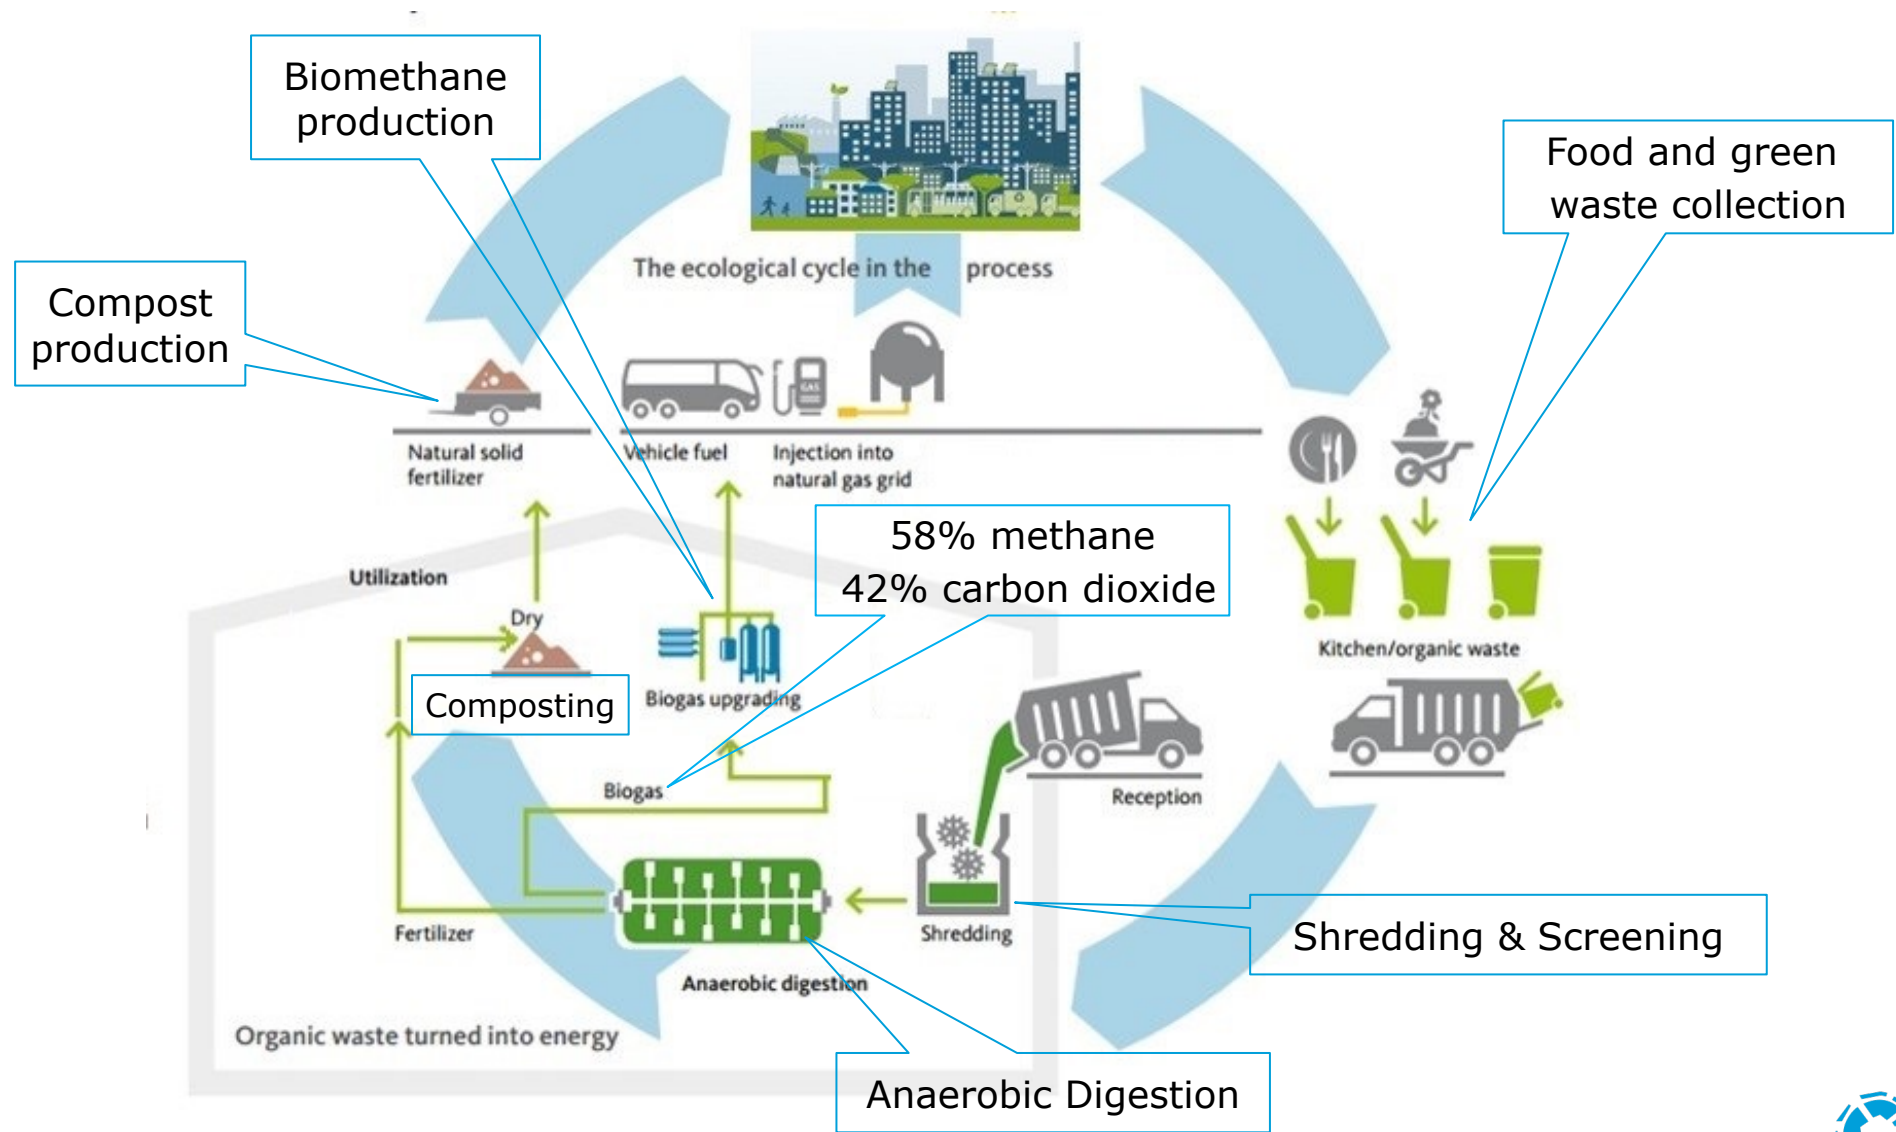 Biomethane
production
Food and green
waste collection
The ecological cycle in the process
Compost
production
GAS
Natural solid
fertilizer
Vehicle fuel
Injection into
natural gas grid
58% methane
42% carbon dioxide
Utilization
Dry
Composting
Biogas upgrading
Kitchen/organic waste
Biogas
Reception
Fertilizer
Shredding
Shredding & Screening
Anaerobic digestion
Organic waste turned into energy
Anaerobic Digestion